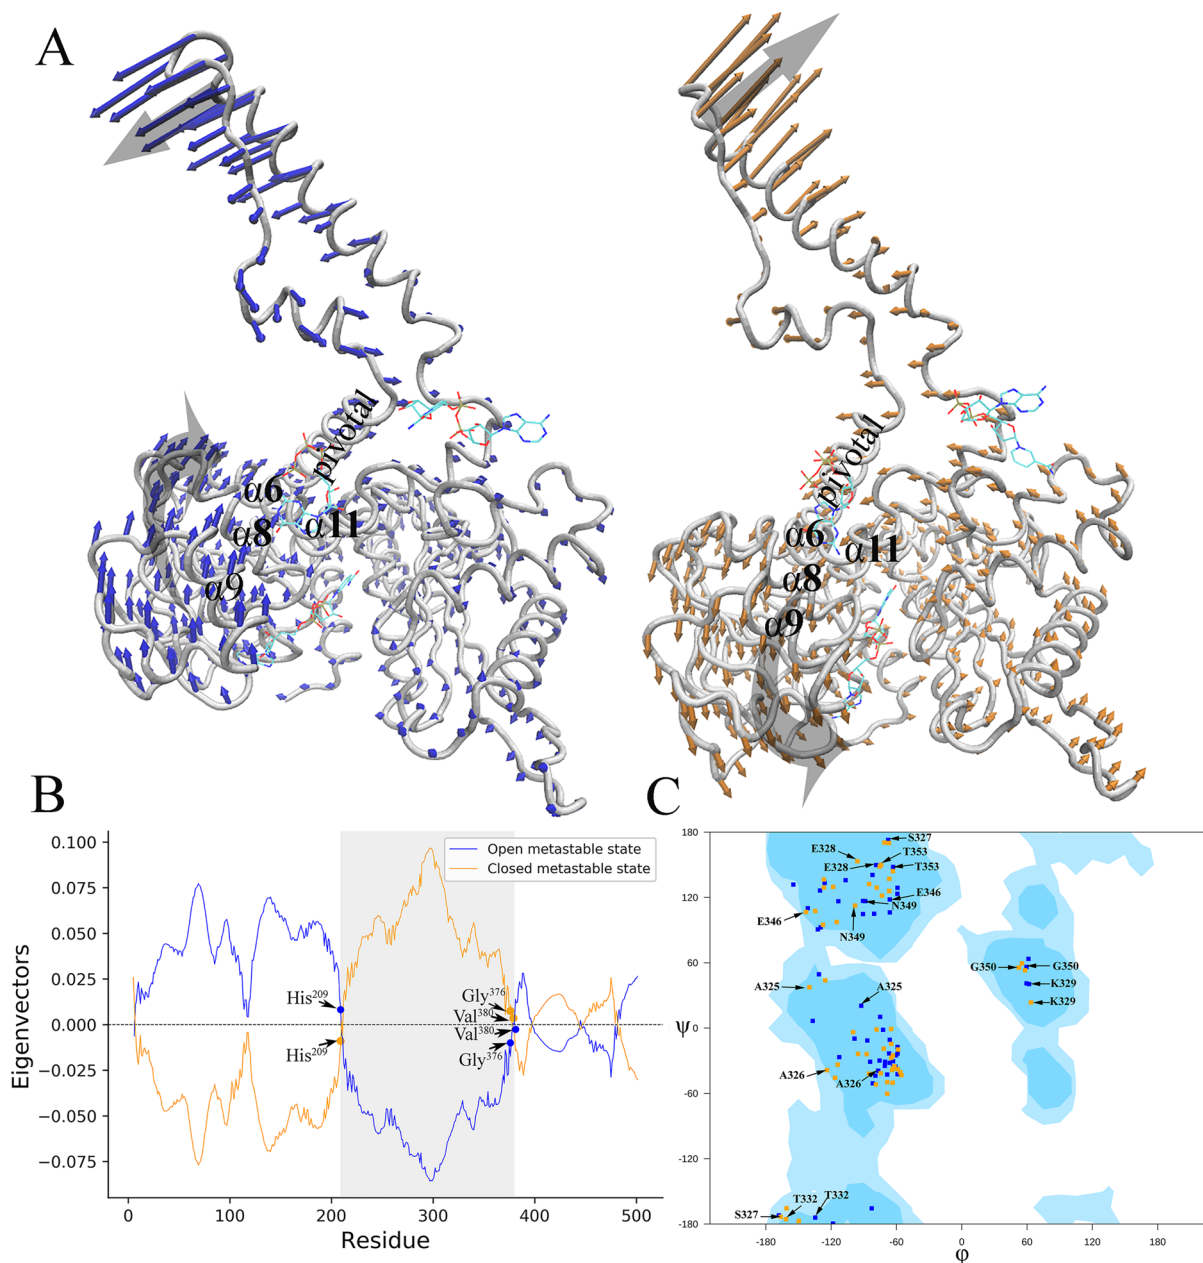 A
pivotal
α6
α8
α11
α9
pivotal
α6
α11
α8
α9
B
0.100
0.075
0.050
0.025
0.000
−0.025
−0.050
−0.075
Eigenvectors
Open metastable state
Closed metastable state
His209
His209
Gly376
Val380
Val380
Gly376
0
100
200
300
400
500
Residue
C
180
120
60
0
-60
-120
-180
ψ
S327
E328
T353
E328
T353
E346
N349
E346
N349
G350
G350
A325
A325
K329
K329
A326
A326
T332
T332
S327
-180
-120
-60
0
60
120
180
φ